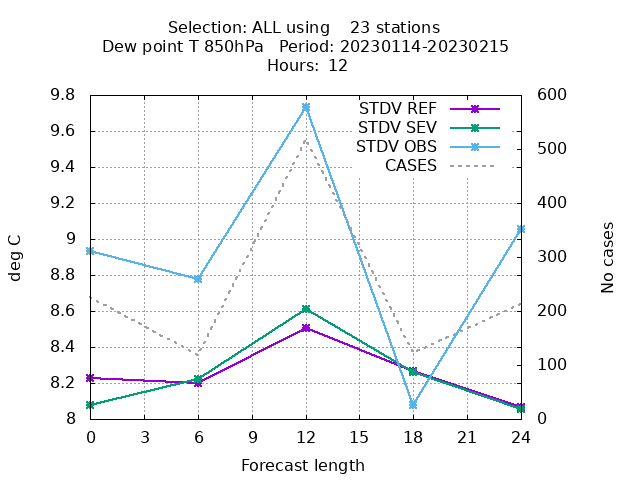 Selection: ALL using    23 stations
Dew point T 850hPa   Period: 20230114-20230215
Hours:  12
9.8
9.6
9.4
9.2
9
8.8
8.6
8.4
8.2
8
600
500
400
300
200
100
0
STDV REF
STDV SEV
STDV OBS
CASES
deg C
No cases
0 3 6 9 12 15 18 21 24
Forecast length